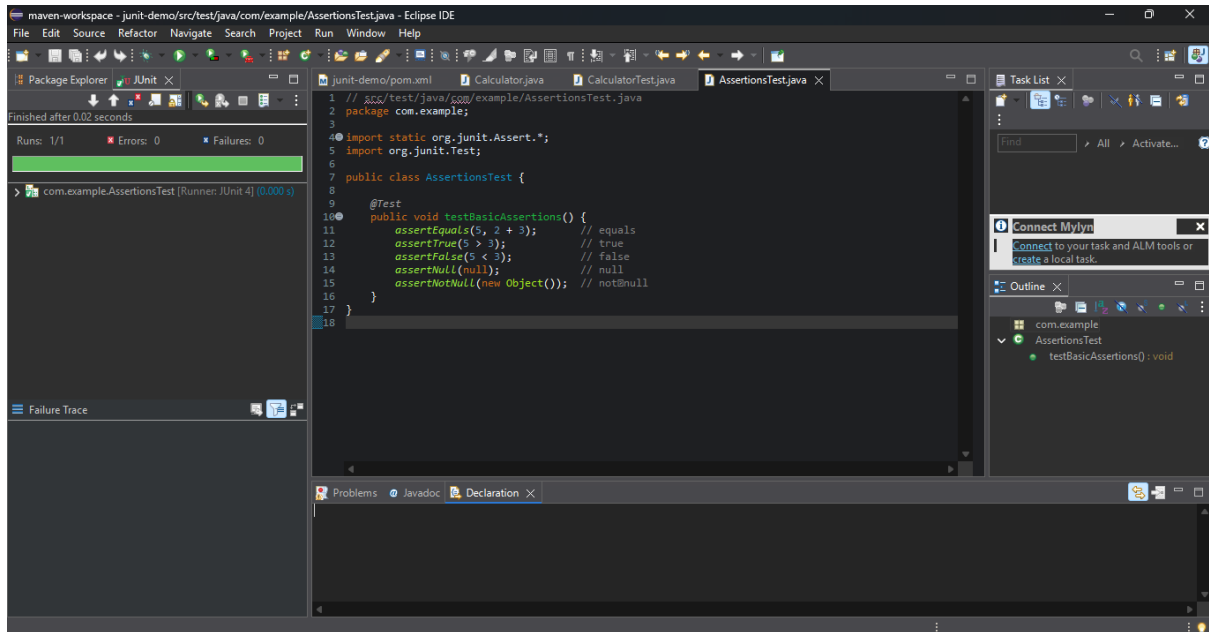 maven-workspace - junit-demo/src/test/java/com/example/AssertionsTest.java - Eclipse IDE
File Edit Source Refactor Navigate Search Project Run Window Help
Package Explorer JUnit
Finished after 0.02 seconds
Runs: 1/1 Errors: 0 Failures: 0
com.example.AssertionsTest [Runner: JUnit 4] (0.000 s)
Failure Trace
junit-demo/pom.xml Calculator.java CalculatorTest.java AssertionsTest.java
1 // src/test/java/com/example/AssertionsTest.java
2 package com.example;
3
4 import static org.junit.Assert.*;
5 import org.junit.Test;
6
7 public class AssertionsTest {
8
9 @Test
10 public void testBasicAssertions() {
11 assertEquals(5, 2 + 3); // equals
12 assertTrue(5 > 3); // true
13 assertFalse(5 < 3); // false
14 assertNull(null); // null
15 assertNotNull(new Object()); // not null
16 }
17 }
18
Problems Javadoc Declaration
Task List
Find All Activate...
Connect Mylyn
Connect to your task and ALM tools or
create a local task.
Outline
com.example
AssertionsTest
testBasicAssertions() : void